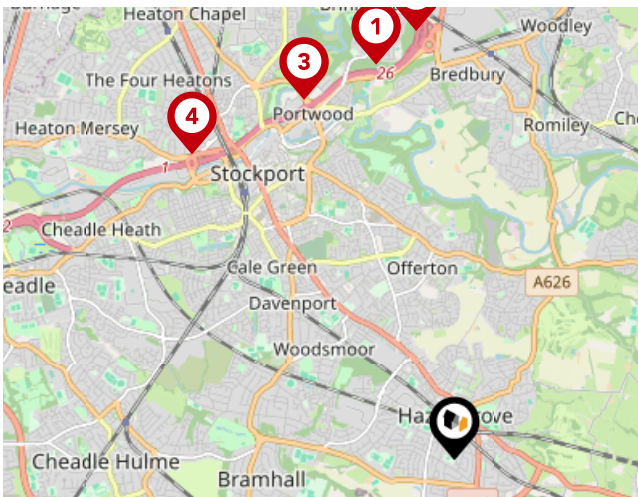 Heaton Chapel
Woodley
1
The Four Heatons
3
26
Bredbury
Portwood
4
Heaton Mersey
Romiley
1
Stockport
2
Cheadle Heath
Cale Green
Offerton
A626
eadle
Davenport
Woodsmoor
Cheadle Hulme
Bramhall